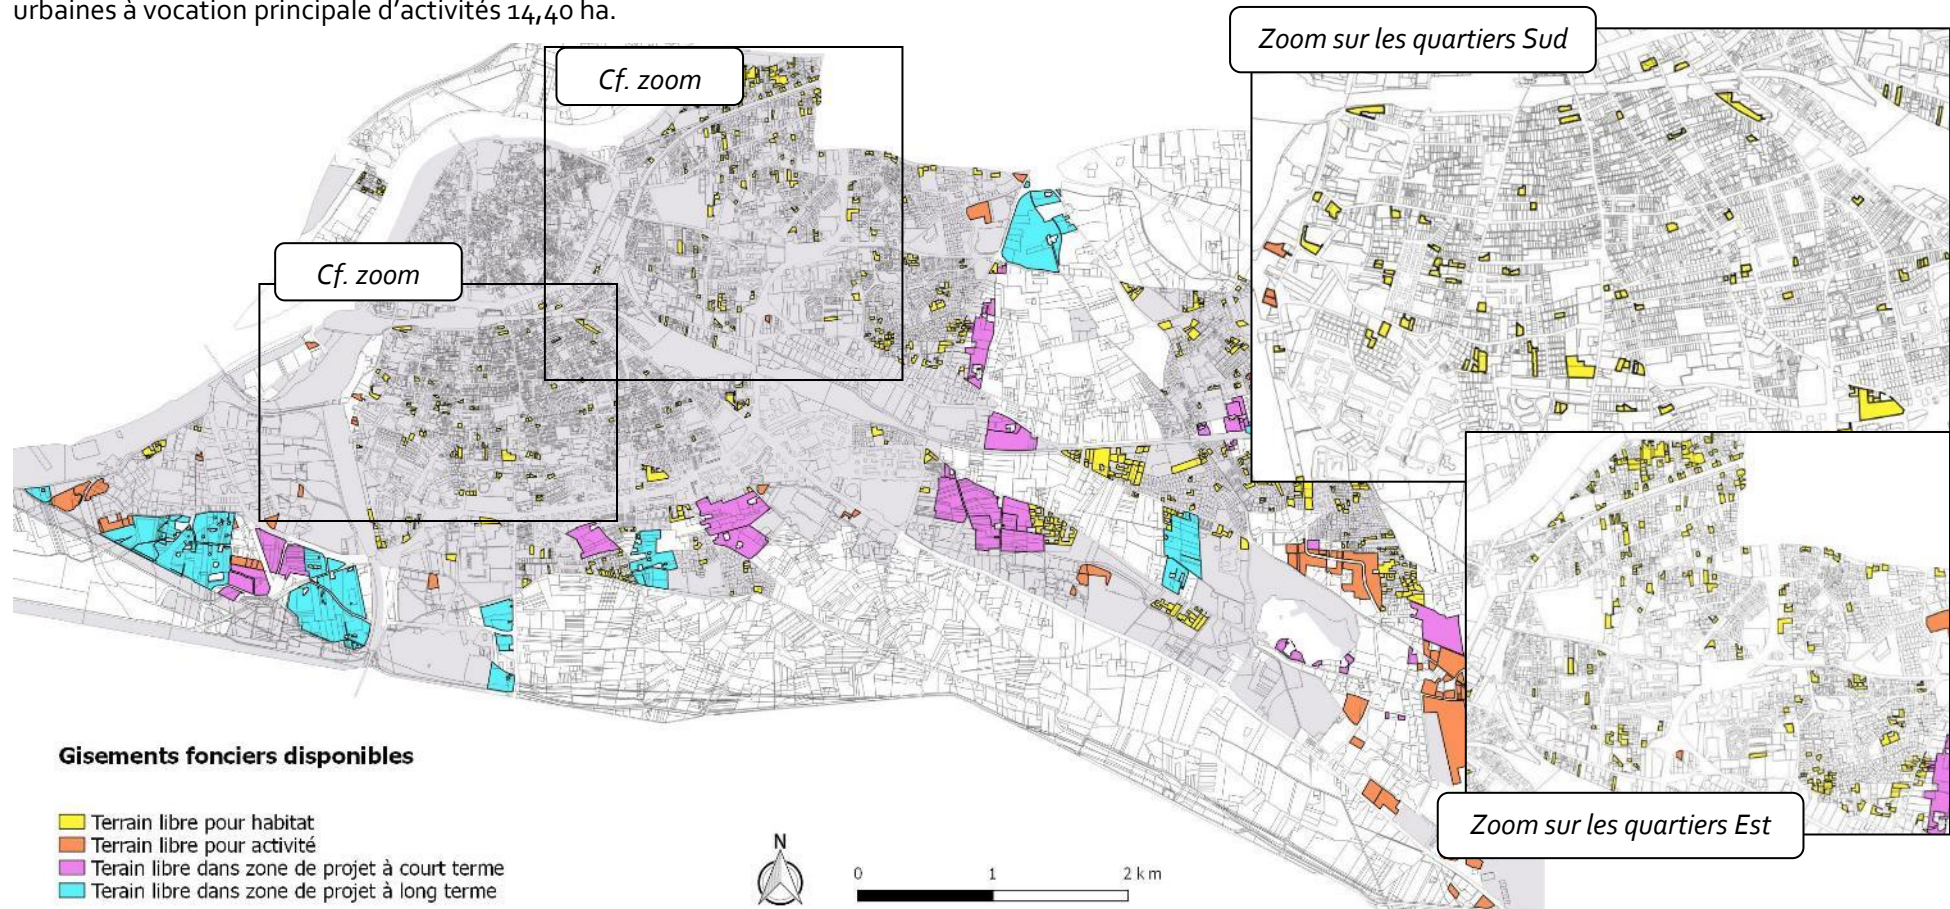 urbaines à vocation principale d’activités 14,40 ha.
Zoom sur les quartiers Sud
Cf. zoom
Cf. zoom
Gisements fonciers disponibles
Terrain libre pour habitat
Terrain libre pour activité
Terain libre dans zone de projet à court terme
Terain libre dans zone de projet à long terme
N
0 1 2 km
Zoom sur les quartiers Est